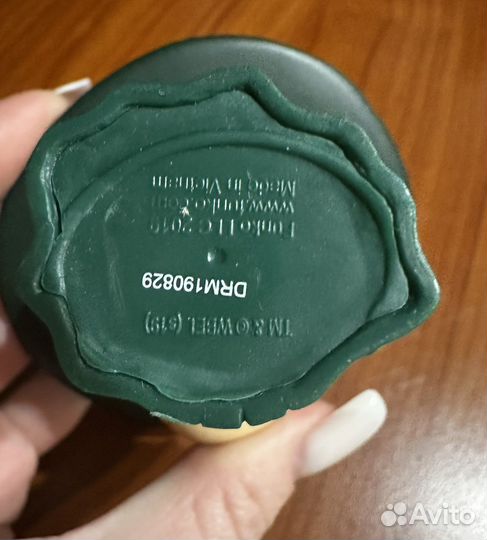 TM & © WBEI. (s19)
DRM190829
Funko LLC 2019
www.funko.com
Made in Vietnam
Avito